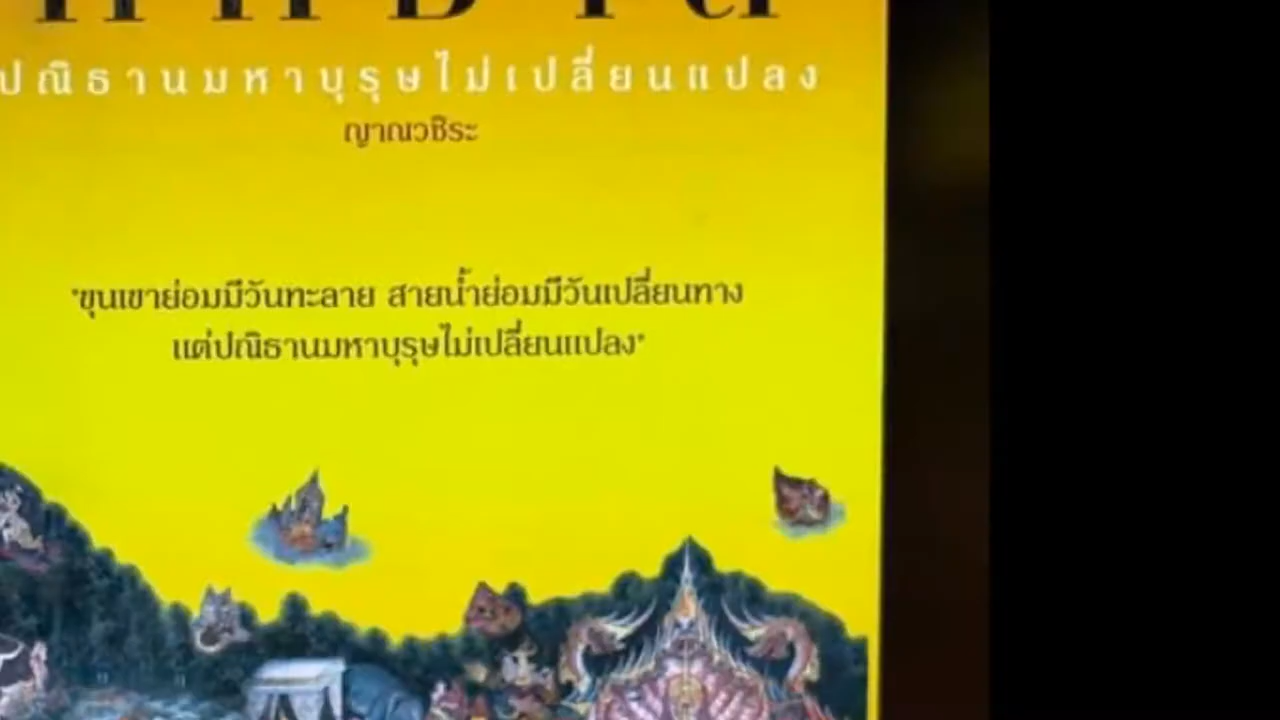 ปณิธานมหาบุรุษไม่เปลี่ยนแปลง
ญาณวชิระ
"ขุนเขาย่อมมีวันทะลาย สายน้ำย่อมมีวันเปลี่ยนทาง
แต่ปณิธานมหาบุรุษไม่เปลี่ยนแปลง"